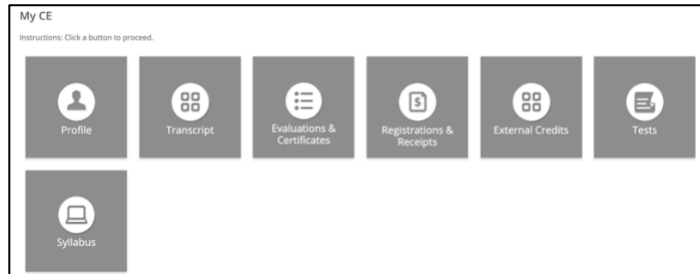 My CE
Instructions: Click a button to proceed.
Profile
Transcript
Evaluations &
Certificates
Registrations &
Receipts
External Credits
Tests
Syllabus